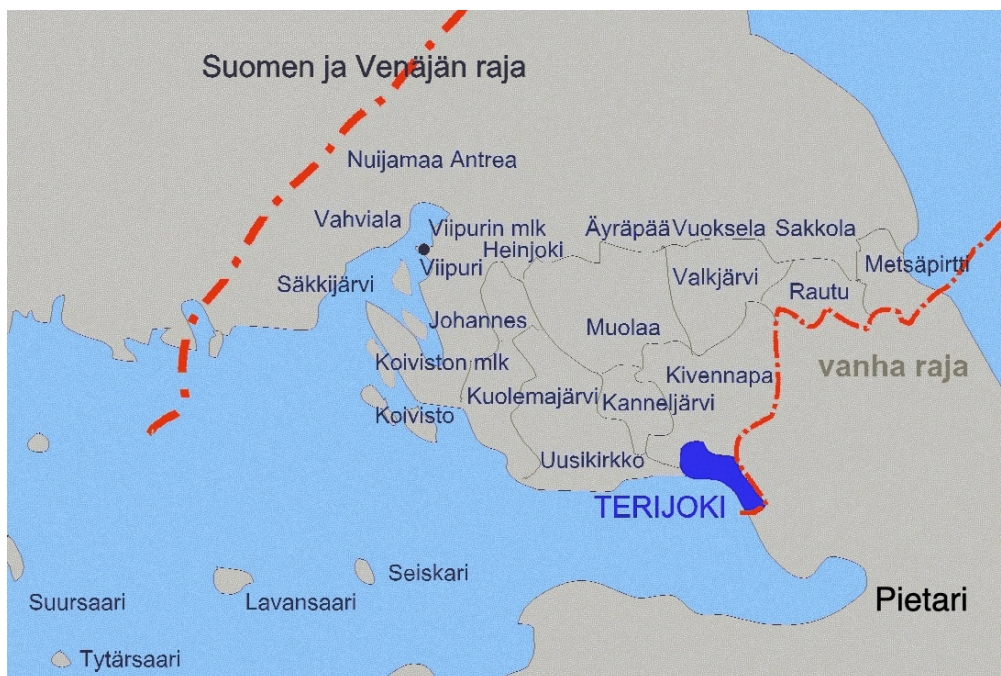 Suomen ja Venäjän raja
Nuijamaa Antrea
Vahviala
Viipurin mlk
Äyräpää
Vuoksela
Sakkola
Heinjoki
Metsäpirtti
Viipuri
Säkkijärvi
Valkjärvi
Rautu
Johannes
Muolaa
Koiviston mlk
Kivennapa
vanha raja
Kuolemajärvi
Kanneljärvi
Koivisto
Uusikirkko
TERIJOKI
Seiskari
Suursaari
Lavansaari
Pietari
Tytärsaari